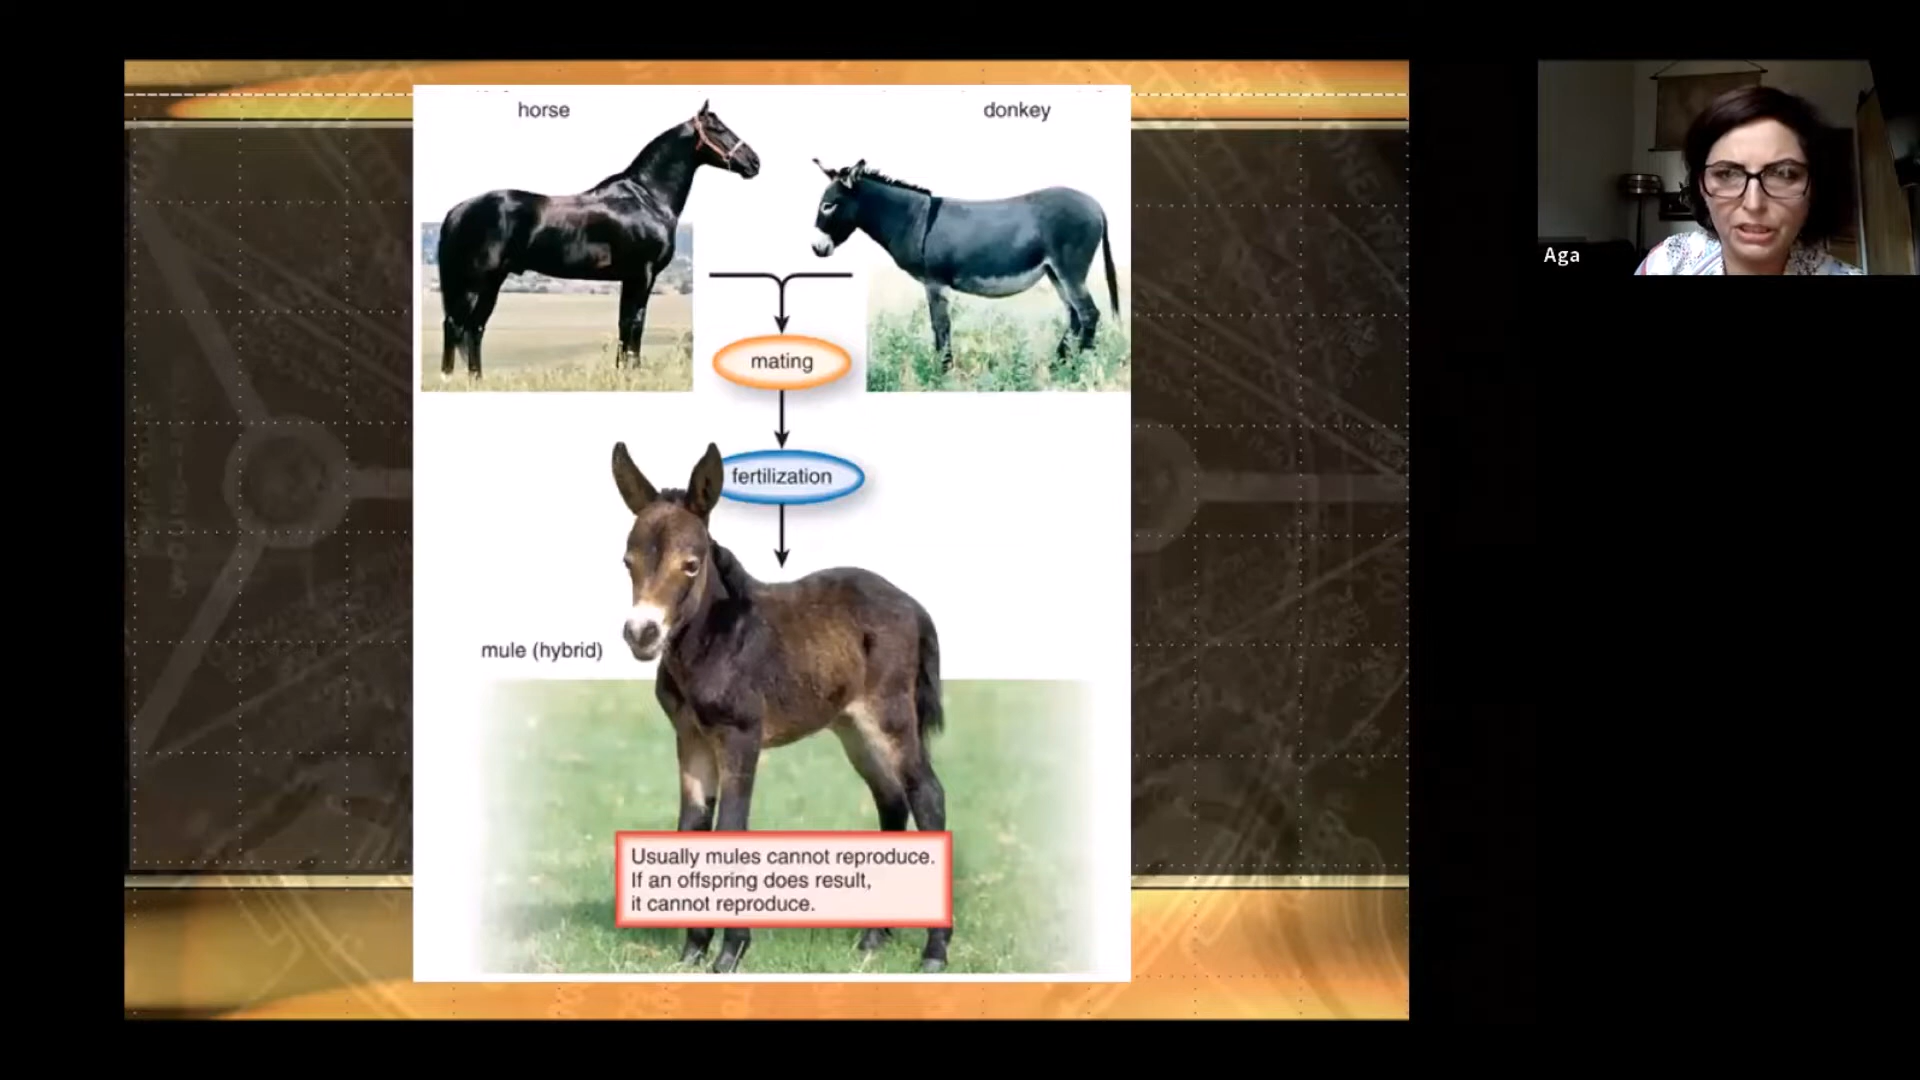 horse
donkey
mating
fertilization
mule (hybrid)
Usually mules cannot reproduce.
If an offspring does result,
it cannot reproduce.
Aga